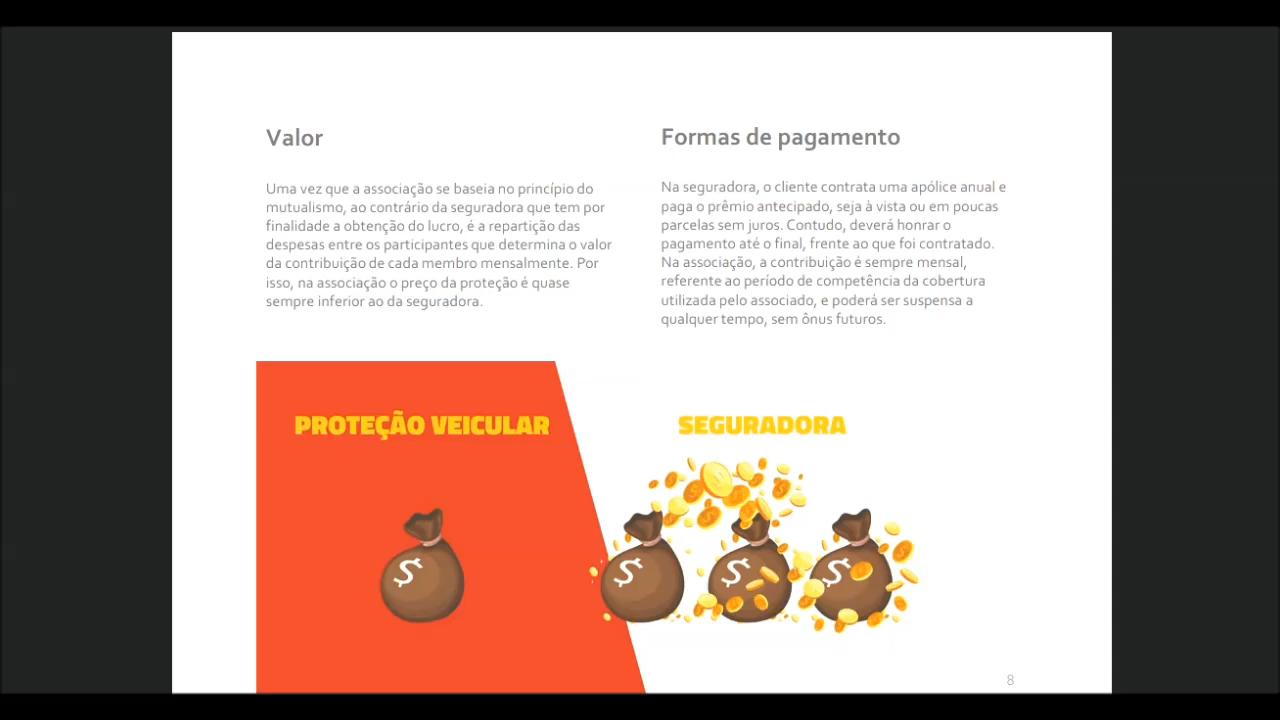 Valor
Uma vez que a associação se baseia no princípio do
mutualismo, ao contrário da seguradora que tem por
finalidade a obtenção do lucro, é a repartição das
despesas entre os participantes que determina o valor
da contribuição de cada membro mensalmente. Por
isso, na associação o preço da proteção é quase
sempre inferior ao da seguradora.
Formas de pagamento
Na seguradora, o cliente contrata uma apólice anual e
paga o prêmio antecipado, seja à vista ou em poucas
parcelas sem juros. Contudo, deverá honrar o
pagamento até o final, frente ao que foi contratado.
Na associação, a contribuição é sempre mensal,
referente ao período de competência da cobertura
utilizada pelo associado, e poderá ser suspensa a
qualquer tempo, sem ônus futuros.
PROTEÇÃO VEICULAR
SEGURADORA
$
$
$
$
8